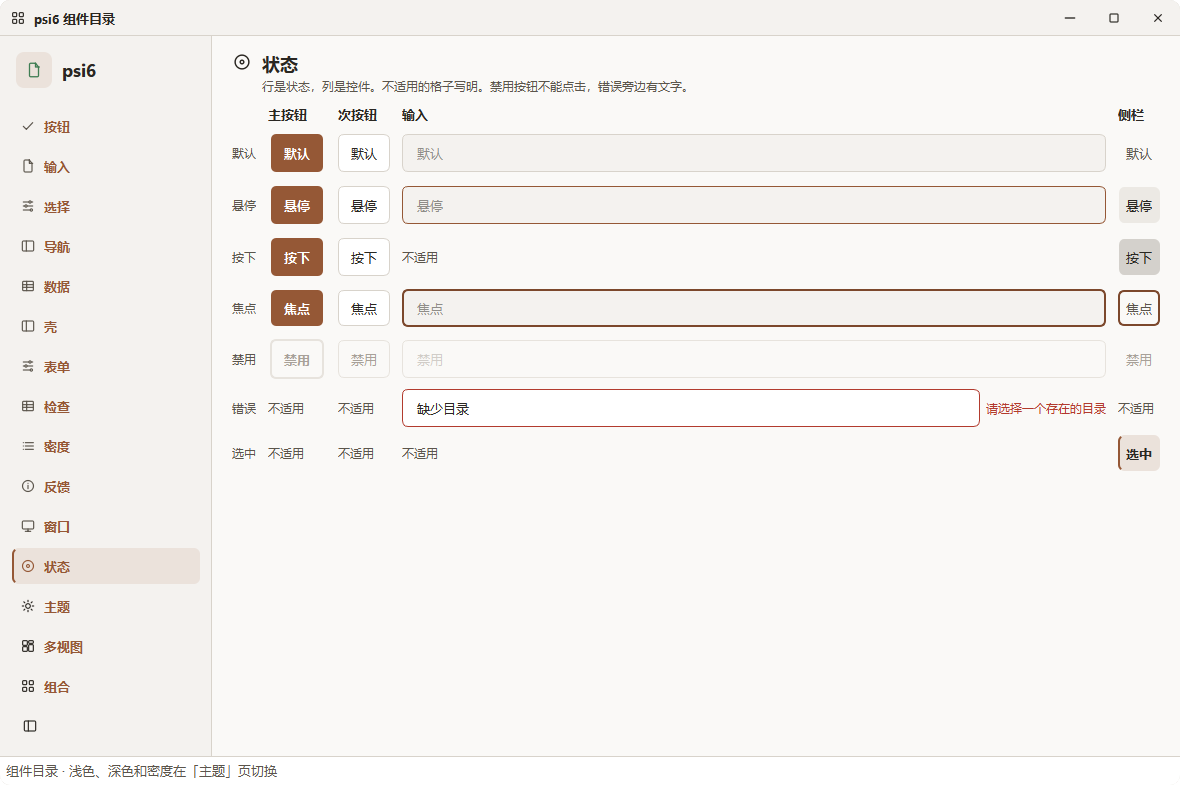 psi6 组件目录
psi6
按钮
输入
选择
导航
数据
壳
表单
检查
密度
反馈
窗口
状态
主题
多视图
组合
状态
行是状态，列是控件。不适用的格子写明。禁用按钮不能点击，错误旁边有文字。
主按钮 次按钮 输入 侧栏
默认 默认 默认 默认 默认
悬停 悬停 悬停 悬停 悬停
按下 按下 按下 不适用 按下
焦点 焦点 焦点 焦点 焦点
禁用 禁用 禁用 禁用 禁用
错误 不适用 不适用 缺少目录 请选择一个存在的目录 不适用
选中 不适用 不适用 不适用 选中
组件目录 · 浅色、深色和密度在「主题」页切换